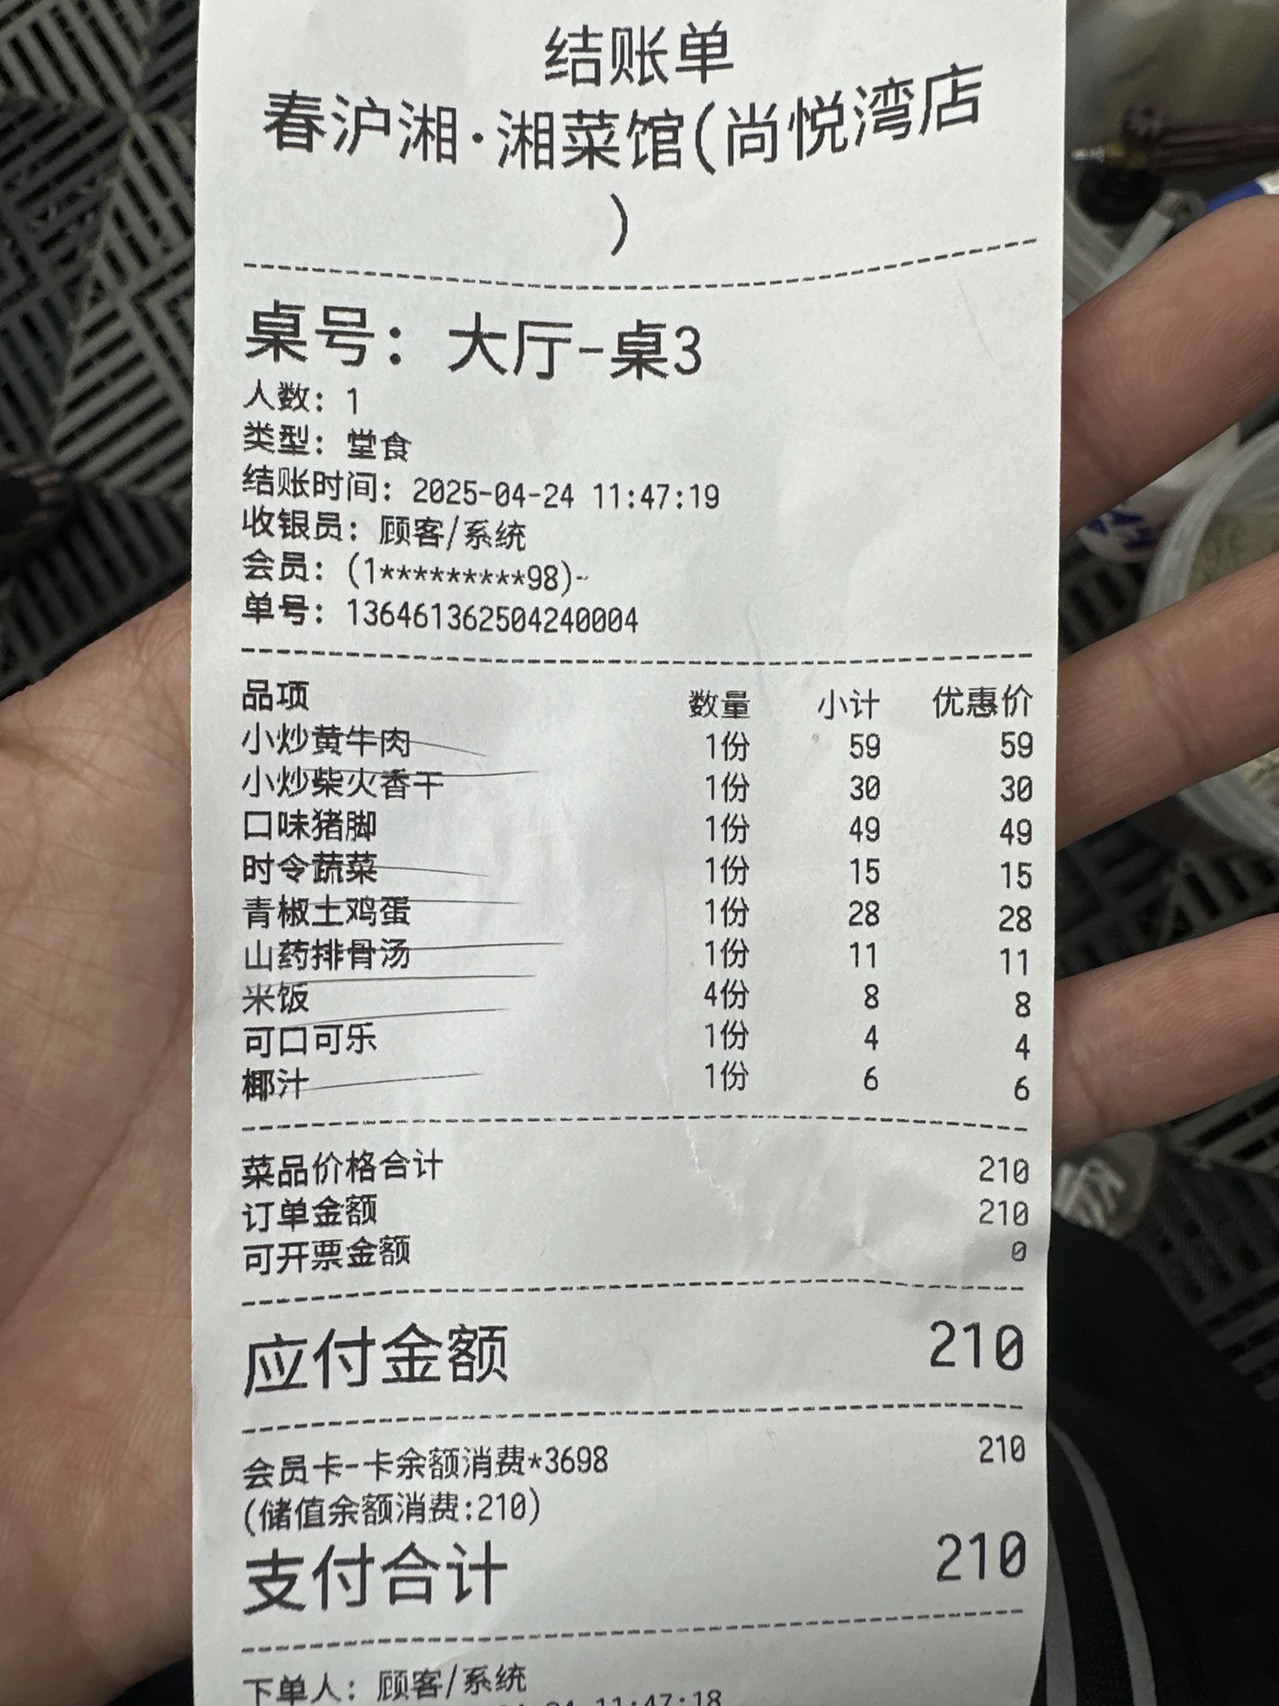 结账单
春沪湘·湘菜馆(尚悦湾店
)
桌号：大厅-桌3
人数：1
类型：堂食
结账时间：2025-04-24 11:47:19
收银员：顾客/系统
会员：(1*********98)-
单号：136461362504240004
品项 数量 小计 优惠价
小炒黄牛肉 1份 59 59
小炒柴火香干 1份 30 30
口味猪脚 1份 49 49
时令蔬菜 1份 15 15
青椒土鸡蛋 1份 28 28
山药排骨汤 1份 11 11
米饭 4份 8 8
可口可乐 1份 4 4
椰汁 1份 6 6
菜品价格合计 210
订单金额 210
可开票金额 0
应付金额 210
会员卡-卡余额消费*3698 210
(储值余额消费:210)
支付合计 210
下单人：顾客/系统
11:47:18